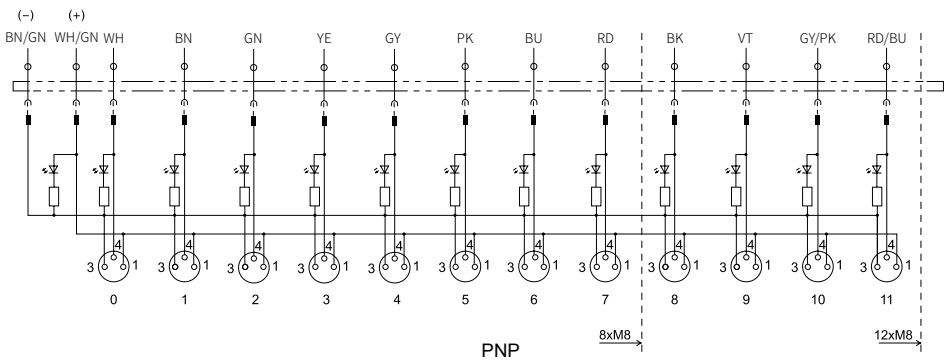 (–) (+)
BN/GN WH/GN WH BN GN YE GY PK BU RD BK VT GY/PK RD/BU
4 4 4 4 4 4 4 4 4 4 4 4
3 1 3 1 3 1 3 1 3 1 3 1 3 1 3 1 3 1 3 1 3 1 3 1
0 1 2 3 4 5 6 7 8 9 10 11
8xM8 12xM8
PNP